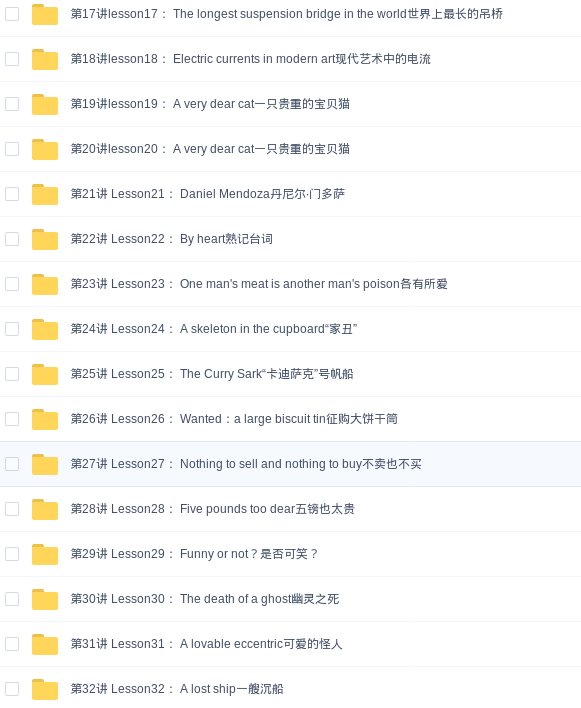 第17讲lesson17： The longest suspension bridge in the world世界上最长的吊桥
第18讲lesson18： Electric currents in modern art现代艺术中的电流
第19讲lesson19： A very dear cat一只贵重的宝贝猫
第20讲lesson20： A very dear cat一只贵重的宝贝猫
第21讲 Lesson21： Daniel Mendoza丹尼尔·门多萨
第22讲 Lesson22： By heart熟记台词
第23讲 Lesson23： One man's meat is another man's poison各有所爱
第24讲 Lesson24： A skeleton in the cupboard“家丑”
第25讲 Lesson25： The Curry Sark“卡迪萨克”号帆船
第26讲 Lesson26： Wanted：a large biscuit tin征购大饼干筒
第27讲 Lesson27： Nothing to sell and nothing to buy不卖也不买
第28讲 Lesson28： Five pounds too dear五镑也太贵
第29讲 Lesson29： Funny or not？是否可笑？
第30讲 Lesson30： The death of a ghost幽灵之死
第31讲 Lesson31： A lovable eccentric可爱的怪人
第32讲 Lesson32： A lost ship一艘沉船